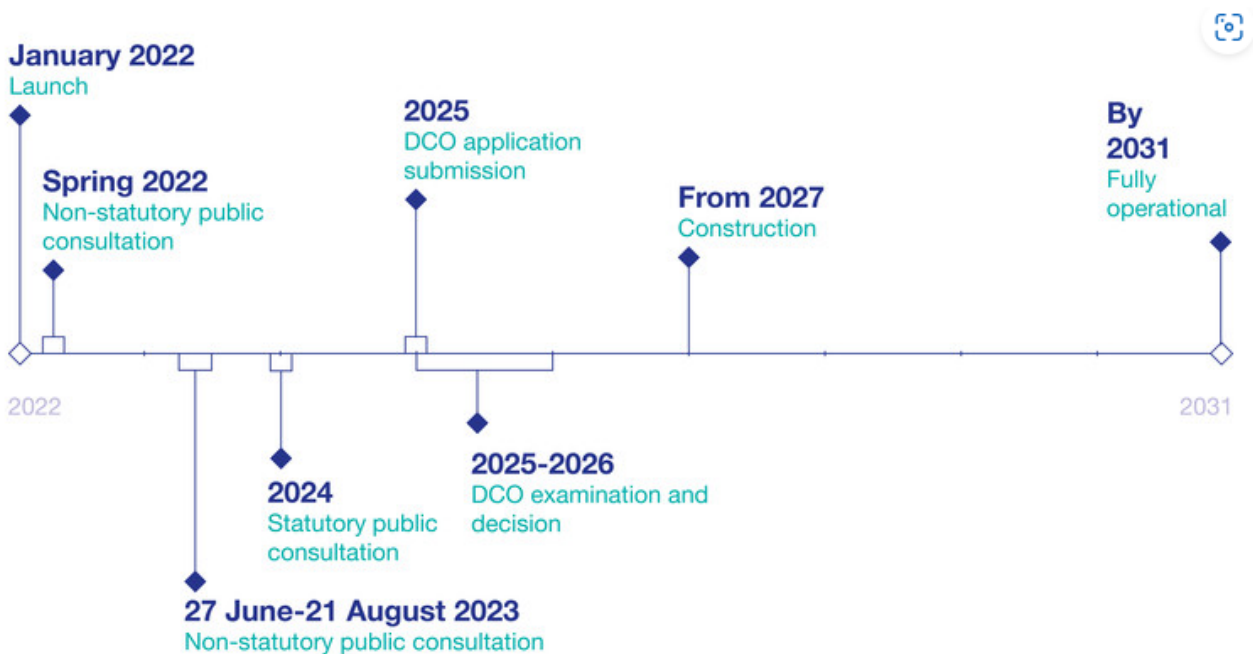 January 2022
Launch
Spring 2022
Non-statutory public
consultation
2025
DCO application
submission
From 2027
Construction
By
2031
Fully
operational
2022
2031
2025-2026
DCO examination and
decision
2024
Statutory public
consultation
27 June-21 August 2023
Non-statutory public consultation